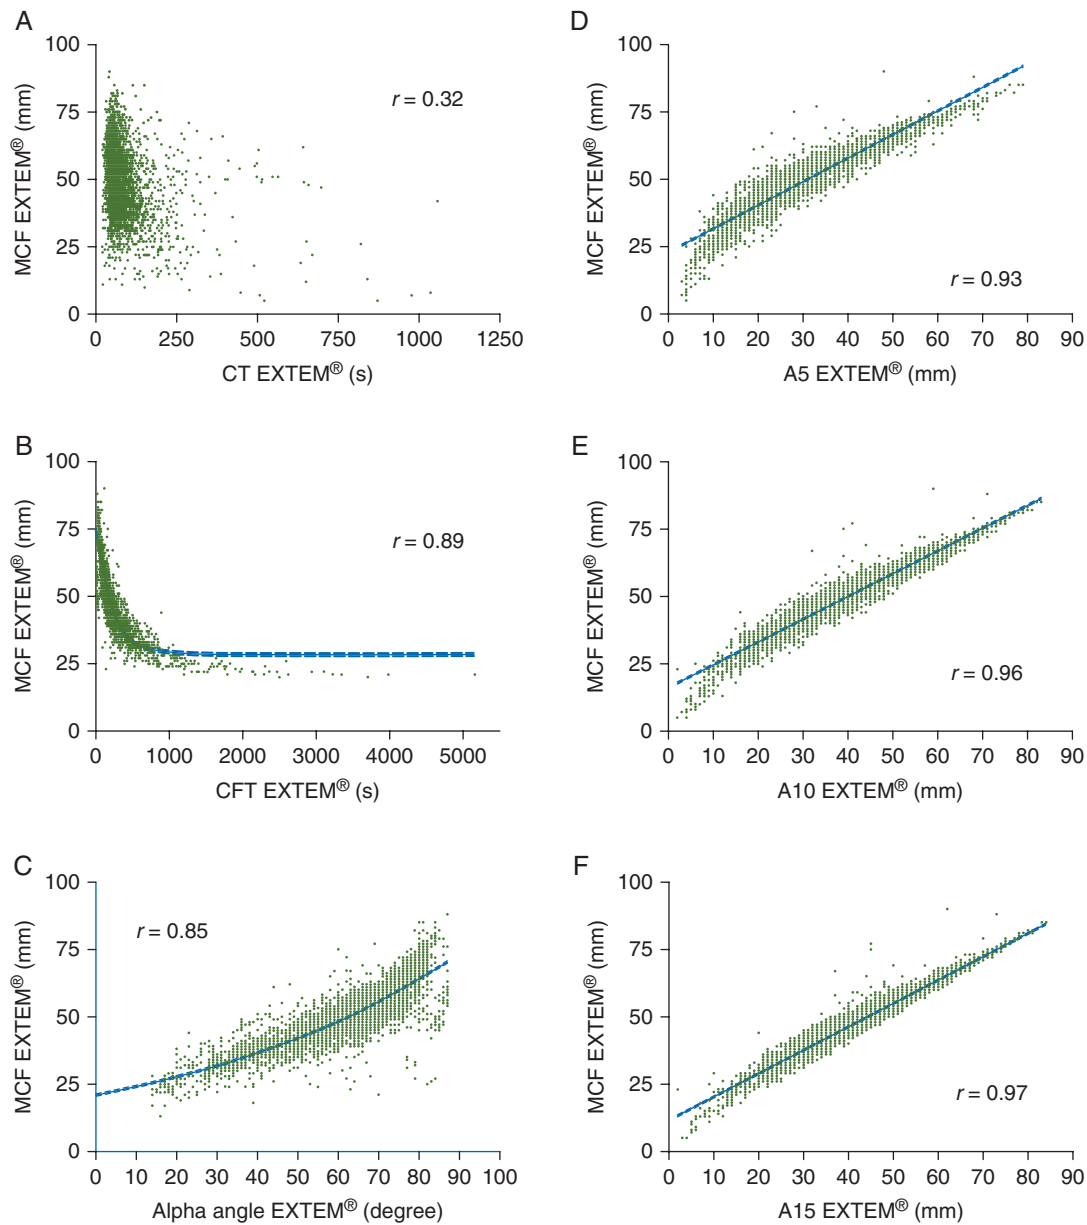 A
100
75
50
25
0
MCF EXTEM® (mm)
r = 0.32
0 250 500 750 1000 1250
CT EXTEM® (s)
B
100
75
50
25
0
MCF EXTEM® (mm)
r = 0.89
0 1000 2000 3000 4000 5000
CFT EXTEM® (s)
C
100
75
50
25
0
MCF EXTEM® (mm)
r = 0.85
0 10 20 30 40 50 60 70 80 90 100
Alpha angle EXTEM® (degree)
D
100
75
50
25
0
MCF EXTEM® (mm)
r = 0.93
0 10 20 30 40 50 60 70 80 90
A5 EXTEM® (mm)
E
100
75
50
25
0
MCF EXTEM® (mm)
r = 0.96
0 10 20 30 40 50 60 70 80 90
A10 EXTEM® (mm)
F
100
75
50
25
0
MCF EXTEM® (mm)
r = 0.97
0 10 20 30 40 50 60 70 80 90
A15 EXTEM® (mm)